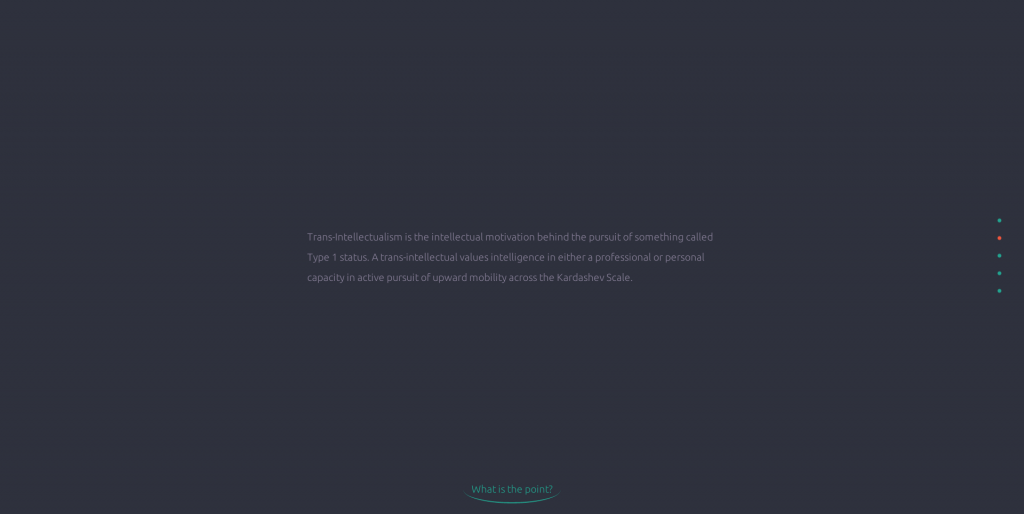 Trans-Intellectualism is the intellectual motivation behind the pursuit of something called
Type 1 status. A trans-intellectual values intelligence in either a professional or personal
capacity in active pursuit of upward mobility across the Kardashev Scale.
What is the point?